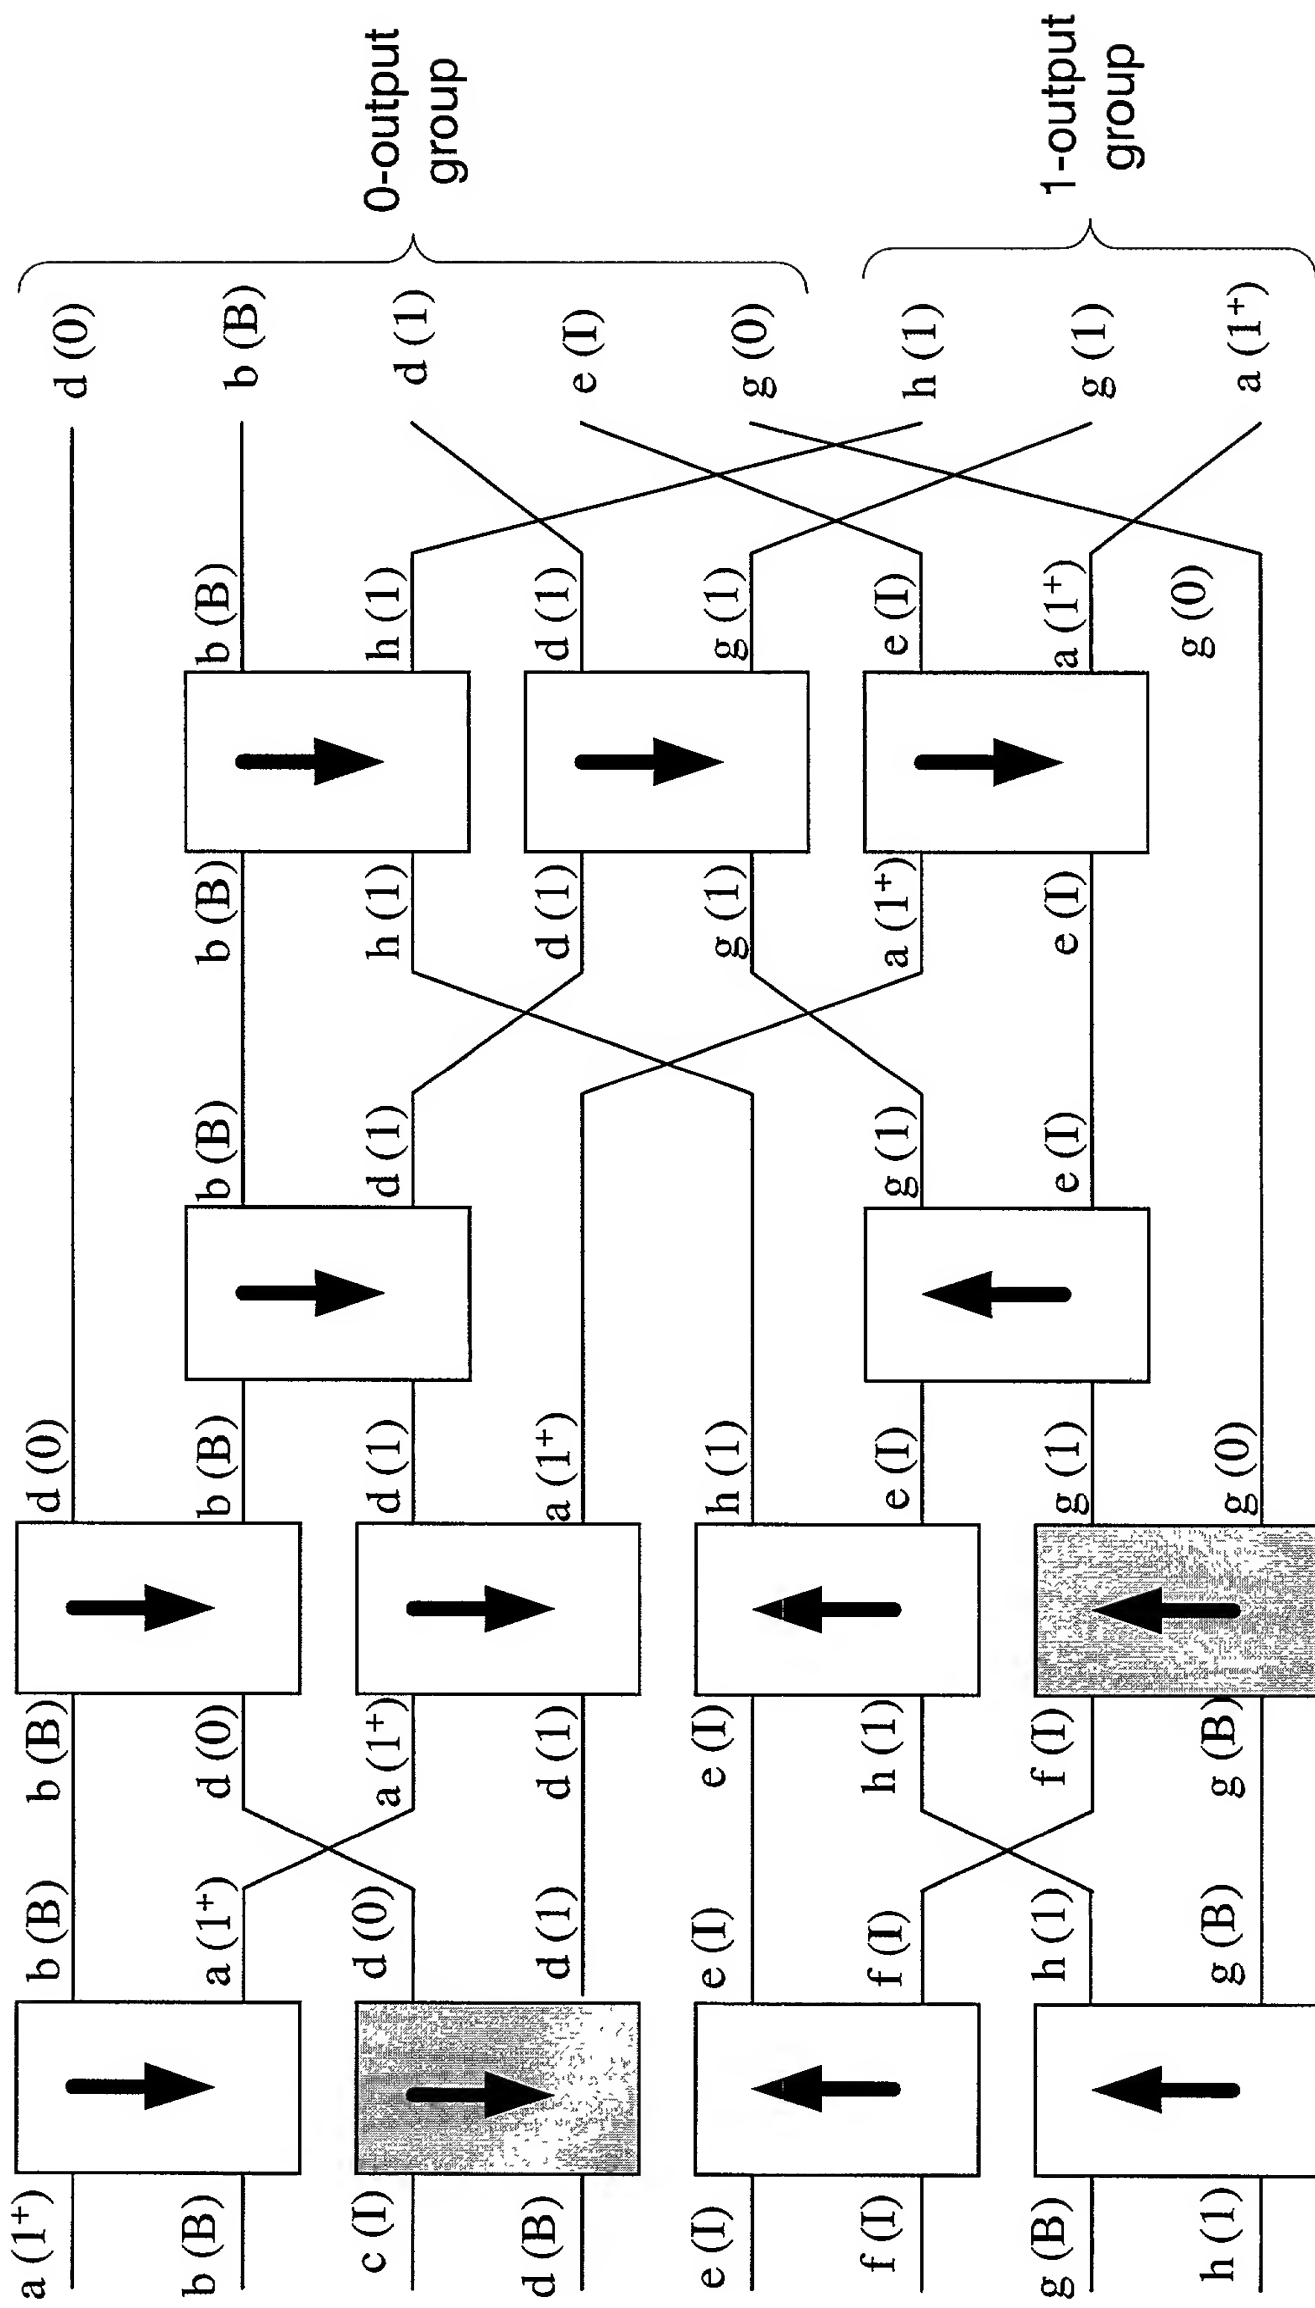 a (1+)
b (B)
c (I)
d (B)
e (I)
f (I)
g (B)
h (1)
b (B)
a (1+)
d (0)
d (1)
e (I)
f (I)
h (1)
g (B)
b (B)
d (0)
a (1+)
d (1)
e (I)
h (1)
f (I)
g (B)
d (0)
b (B)
d (1)
a (1+)
h (1)
e (I)
g (1)
g (0)
b (B)
d (1)
g (1)
e (I)
b (B)
h (1)
d (1)
g (1)
a (1+)
e (I)
b (B)
h (1)
d (1)
g (1)
e (I)
a (1+)
g (0)
d (0)
b (B)
d (1)
e (I)
g (0)
h (1)
g (1)
a (1+)
0-output
group
1-output
group